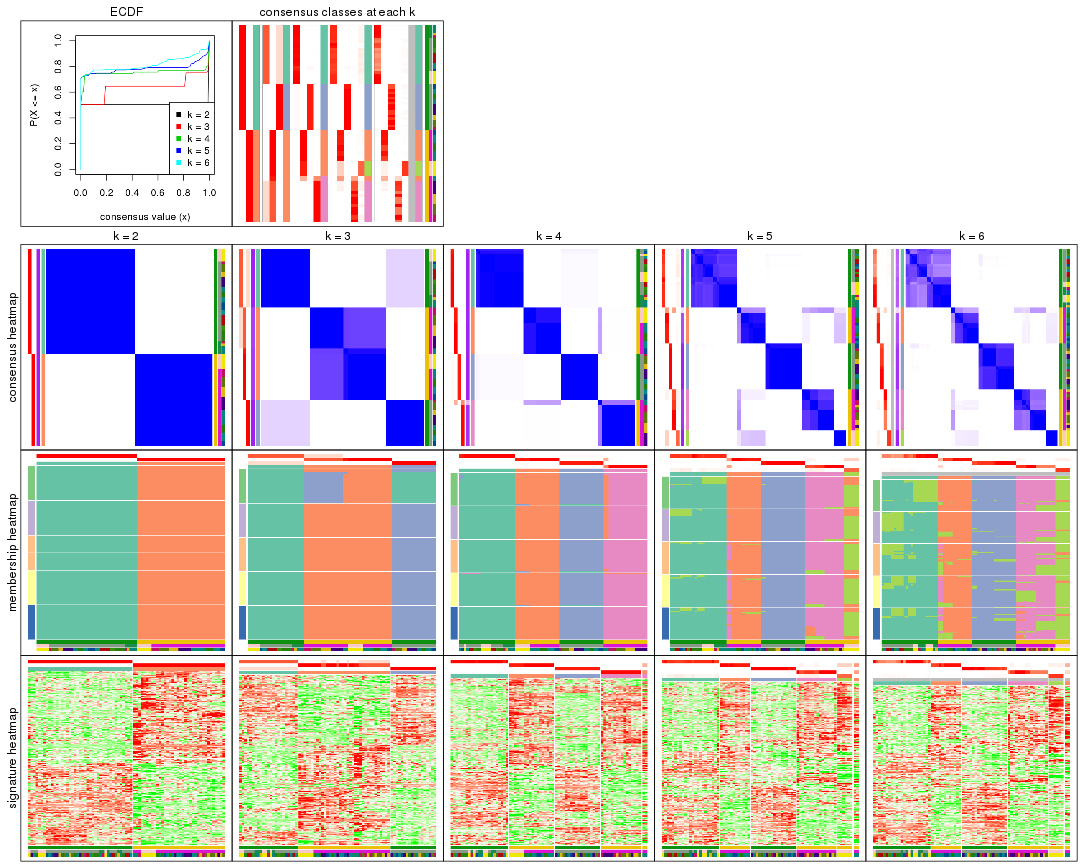 ECDF
consensus classes at each k
P(X <= x)
0.0 0.2 0.4 0.6 0.8 1.0
k = 2
k = 3
k = 4
k = 5
k = 6
0.0 0.2 0.4 0.6 0.8 1.0
consensus value (x)
k = 2
k = 3
k = 4
k = 5
k = 6
consensus heatmap
membership heatmap
signature heatmap